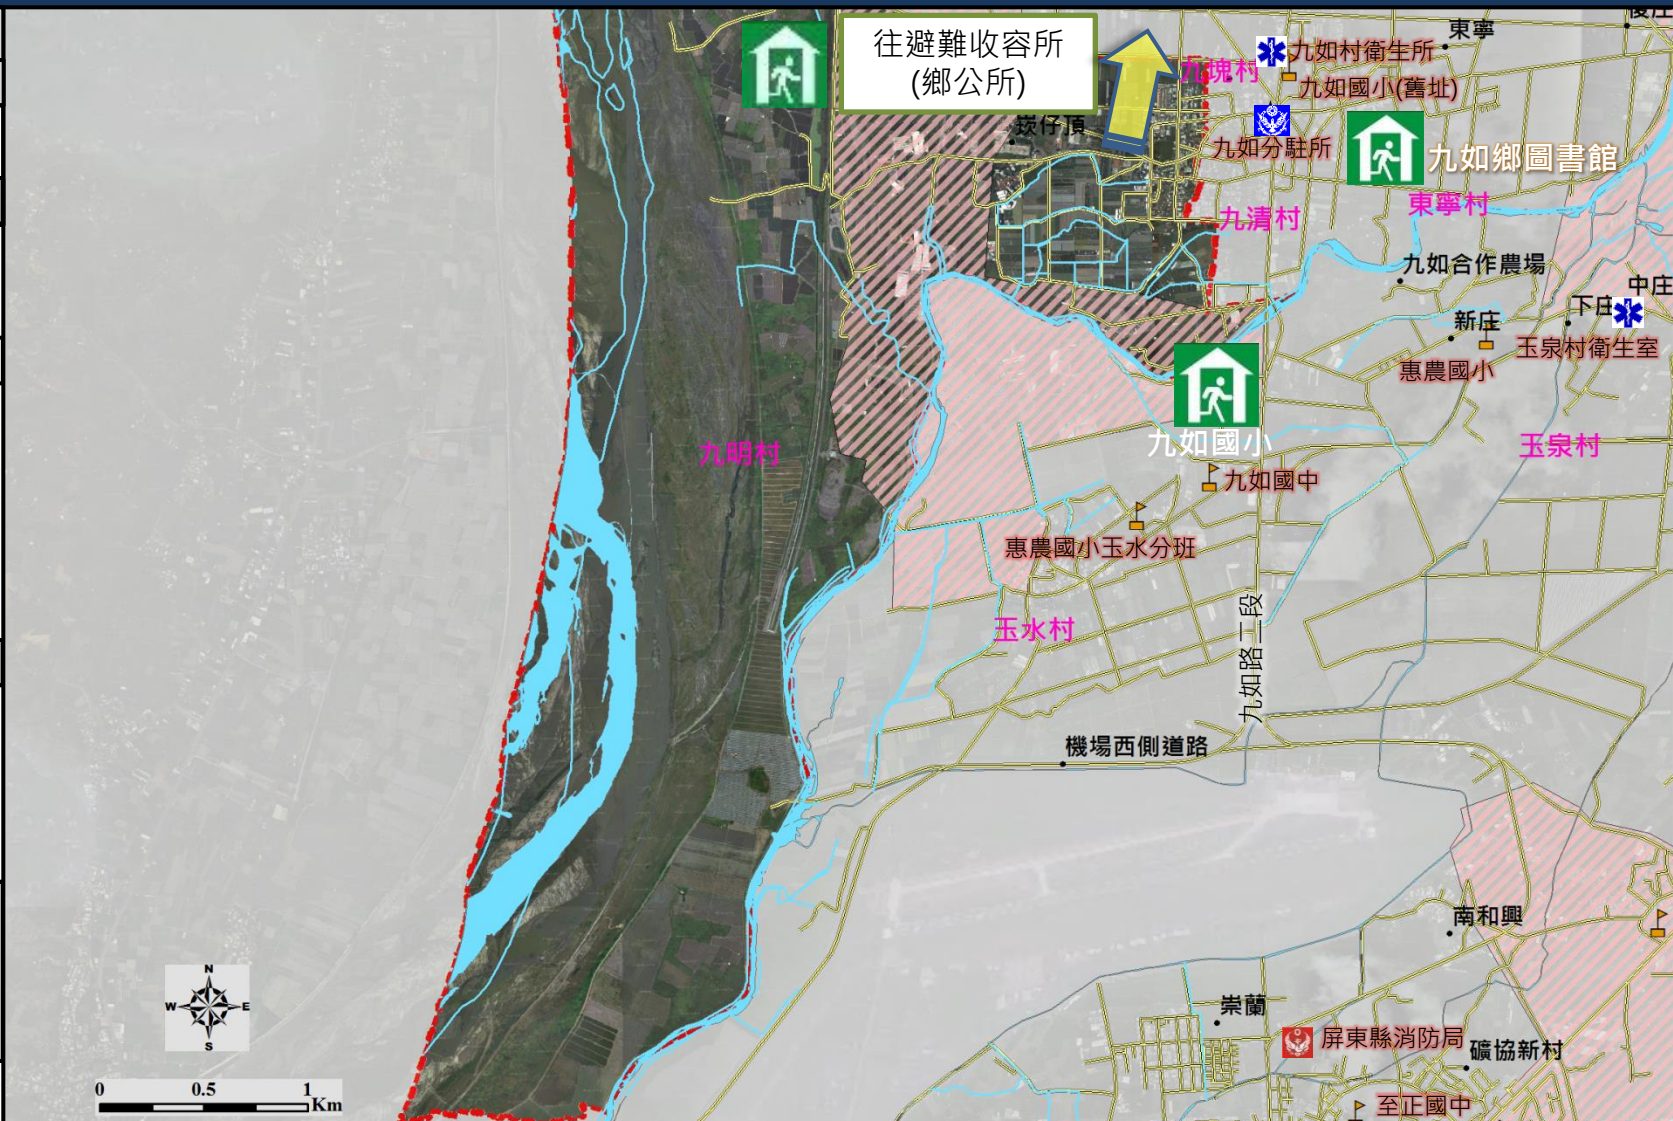 往避難收容所
(鄉公所)
東寧
九塊村
九如村衛生所
九如國小(舊址)
崁仔頂
九如分駐所
九如鄉圖書館
東寧村
九清村
九如合作農場
中庄
下庄
新庄
玉泉村衛生室
惠農國小
九明村
九如國小
玉泉村
九如國中
惠農國小玉水分班
玉水村
九如路二段
機場西側道路
南和興
崇蘭
屏東縣消防局
礦協新村
至正國中
N
W E
S
0 0.5 1
Km